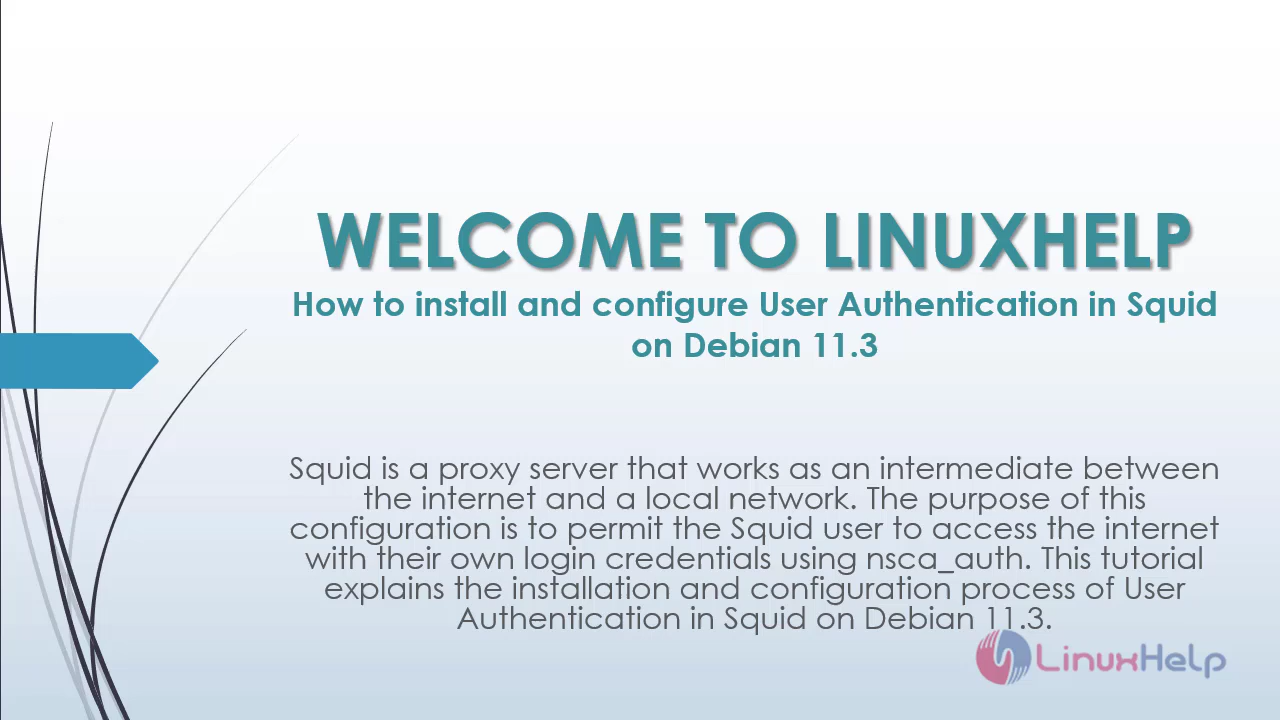 WELCOME TO LINUXHELP
How to install and configure User Authentication in Squid
on Debian 11.3
Squid is a proxy server that works as an intermediate between
the internet and a local network. The purpose of this
configuration is to permit the Squid user to access the internet
with their own login credentials using nsca_auth. This tutorial
explains the installation and configuration process of User
Authentication in Squid on Debian 11.3.
LinuxHelp